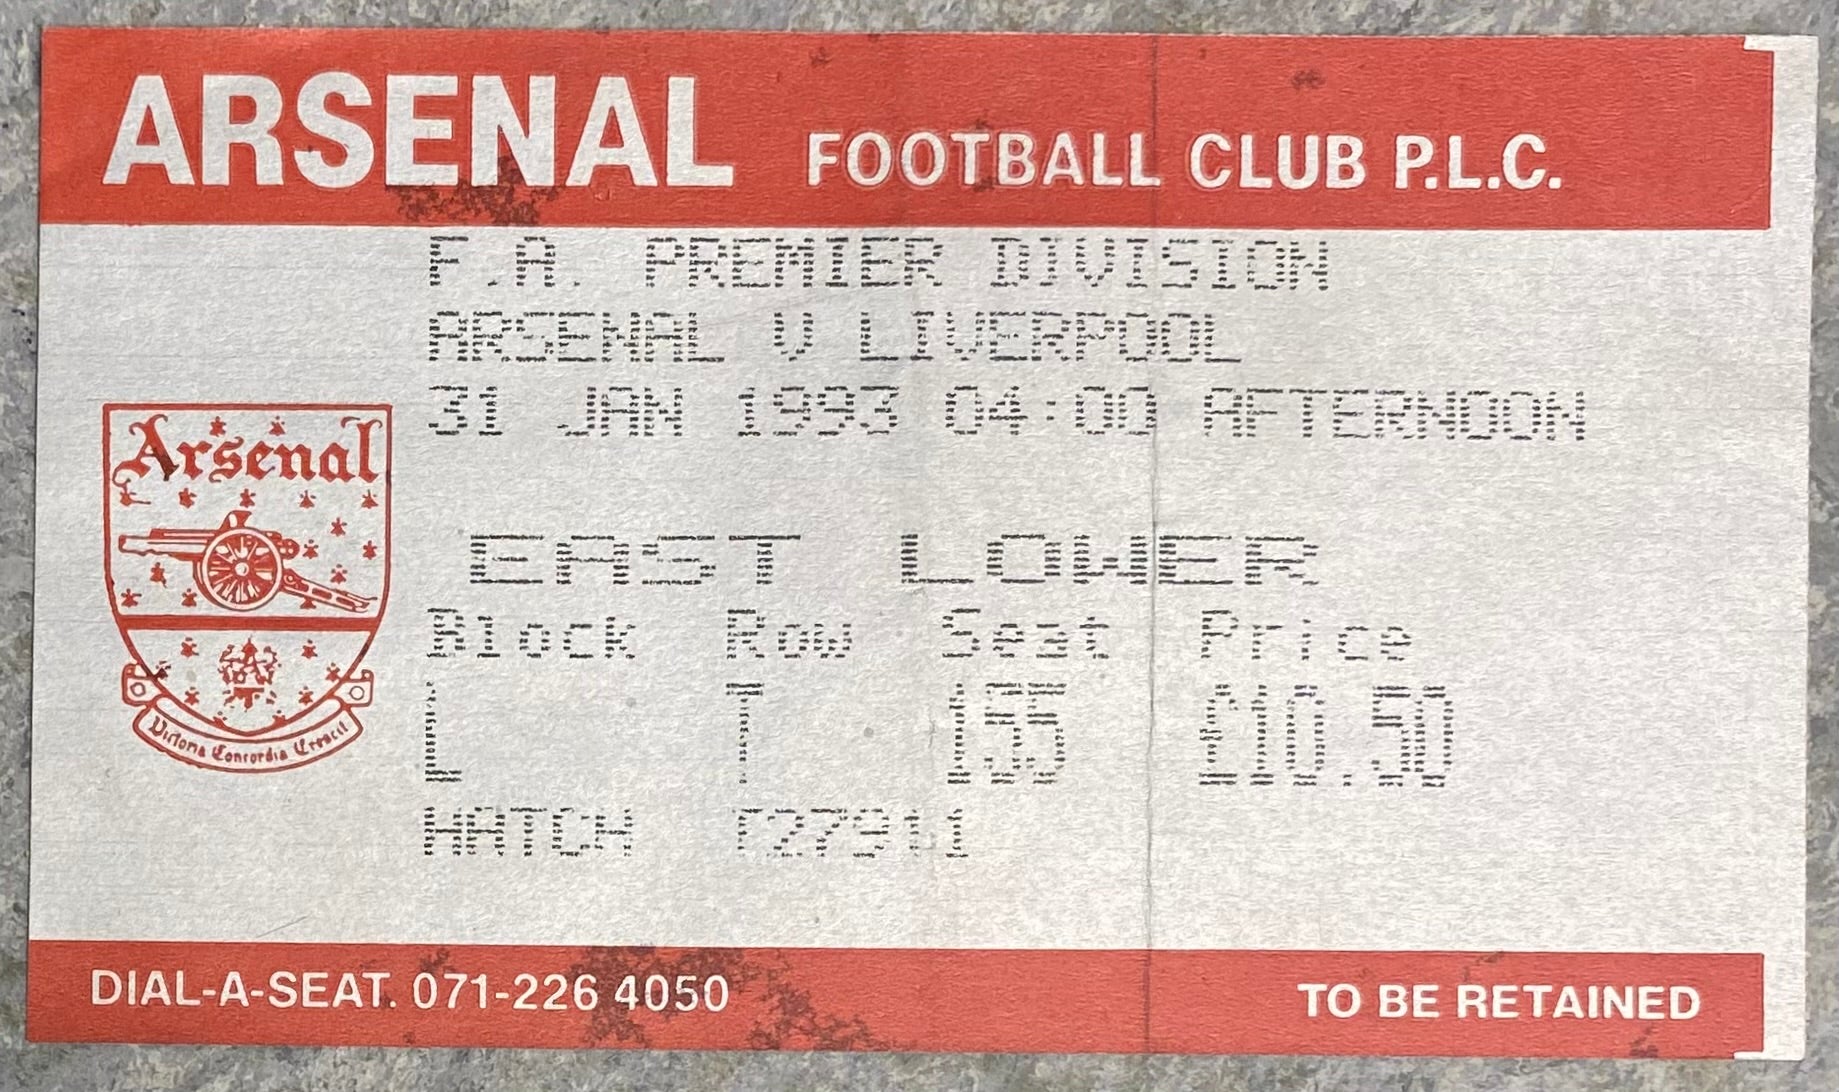 ARSENAL FOOTBALL CLUB P.L.C.
F.A. PREMIER DIVISION
ARSENAL V LIVERPOOL
31 JAN 1993 04:00 AFTERNOON
Arsenal
EAST LOWER
Block Row Seat Price
L T 155 £10.50
Victoria Concordia Crescit
HATCH
DIAL-A-SEAT. 071-226 4050
TO BE RETAINED